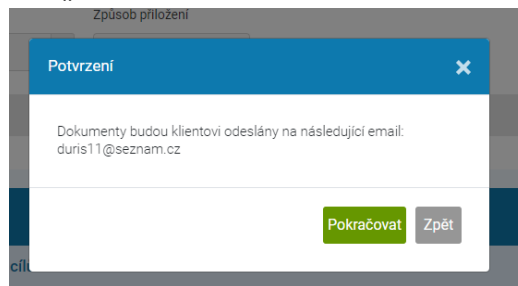 Způsob přiložení
Potvrzení
Dokumenty budou klientovi odeslány na následující email:
duris11@seznam.cz
Pokračovat Zpět